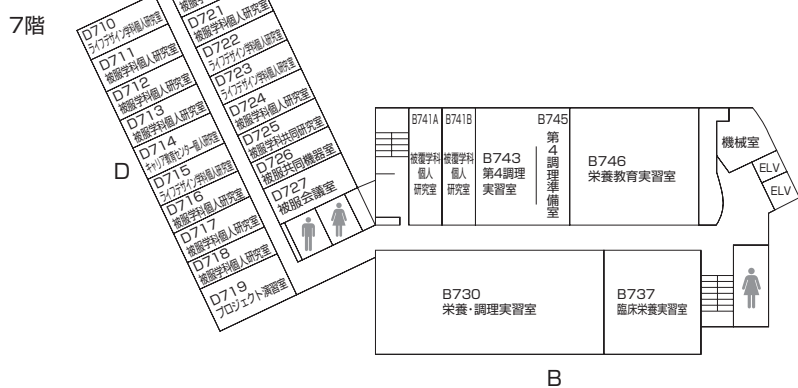 7階
D710
ライフデザイン学科個人研究室
D711
被服学科個人研究室
D712
被服学科個人研究室
D713
被服学科個人研究室
D714
キャリア教育センター個人研究室
D715
ライフデザイン学科個人研究室
D716
被服学科個人研究室
D717
被服学科個人研究室
D718
被服学科個人研究室
D719
プロジェクト演習室
D
D721
被服学科個人研究室
D722
ライフデザイン学科個人研究室
D723
ライフデザイン学科個人研究室
D724
被服学科個人研究室
D725
被服学科共同研究室
D726
被服共同機器室
D727
被服会議室
B741A
被覆学科
個人
研究室
B741B
被覆学科
個人
研究室
B743
第4調理
実習室
B745
第4調理準備室
B746
栄養教育実習室
機械室
ELV
ELV
B730
栄養・調理実習室
B737
臨床栄養実習室
B